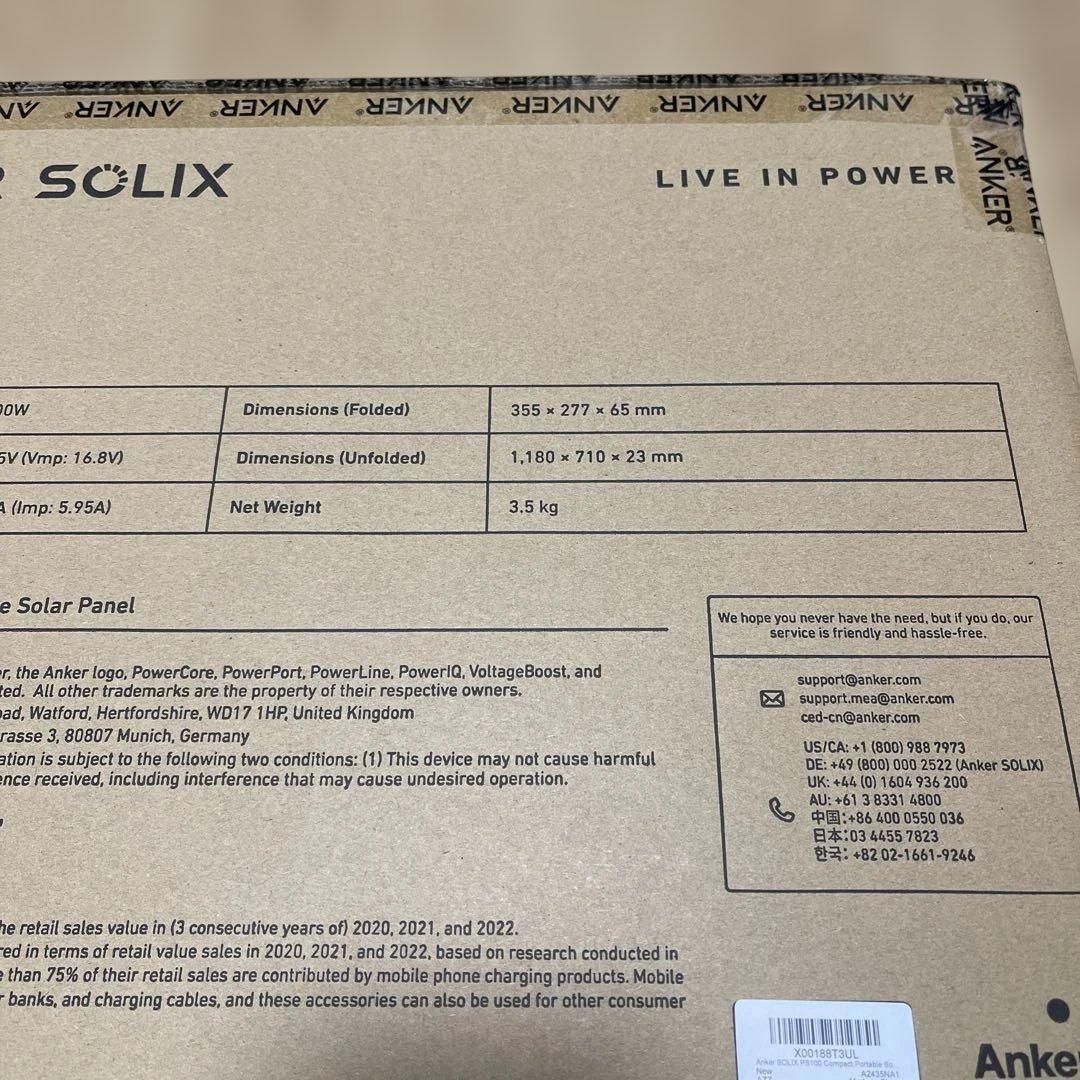 ANKER ANKER ANKER ANKER ANKER ANKER
SOLIX
LIVE IN POWER
ANKER
00W
Dimensions (Folded)
355 × 277 × 65 mm
5V (Vmp: 16.8V)
Dimensions (Unfolded)
1,180 × 710 × 23 mm
A (Imp: 5.95A)
Net Weight
3.5 kg
e Solar Panel
er, the Anker logo, PowerCore, PowerPort, PowerLine, PowerIQ, VoltageBoost, and
ted. All other trademarks are the property of their respective owners.
oad, Watford, Hertfordshire, WD17 1HP, United Kingdom
rasse 3, 80807 Munich, Germany
ation is subject to the following two conditions: (1) This device may not cause harmful
ence received, including interference that may cause undesired operation.
We hope you never have the need, but if you do, our
service is friendly and hassle-free.
support@anker.com
support.mea@anker.com
ced-cn@anker.com
US/CA: +1 (800) 988 7973
DE: +49 (800) 000 2522 (Anker SOLIX)
UK: +44 (0) 1604 936 200
AU: +61 3 8331 4800
中国:+86 400 0550 036
日本:03 4455 7823
한국: +82 02-1661-9246
he retail sales value in (3 consecutive years of) 2020, 2021, and 2022.
red in terms of retail value sales in 2020, 2021, and 2022, based on research conducted in
e than 75% of their retail sales are contributed by mobile phone charging products. Mobile
r banks, and charging cables, and these accessories can also be used for other consumer
X00188T3UL
Anker SOLIX PS100 Compact Portable So...
New
A2435NA1
Anke